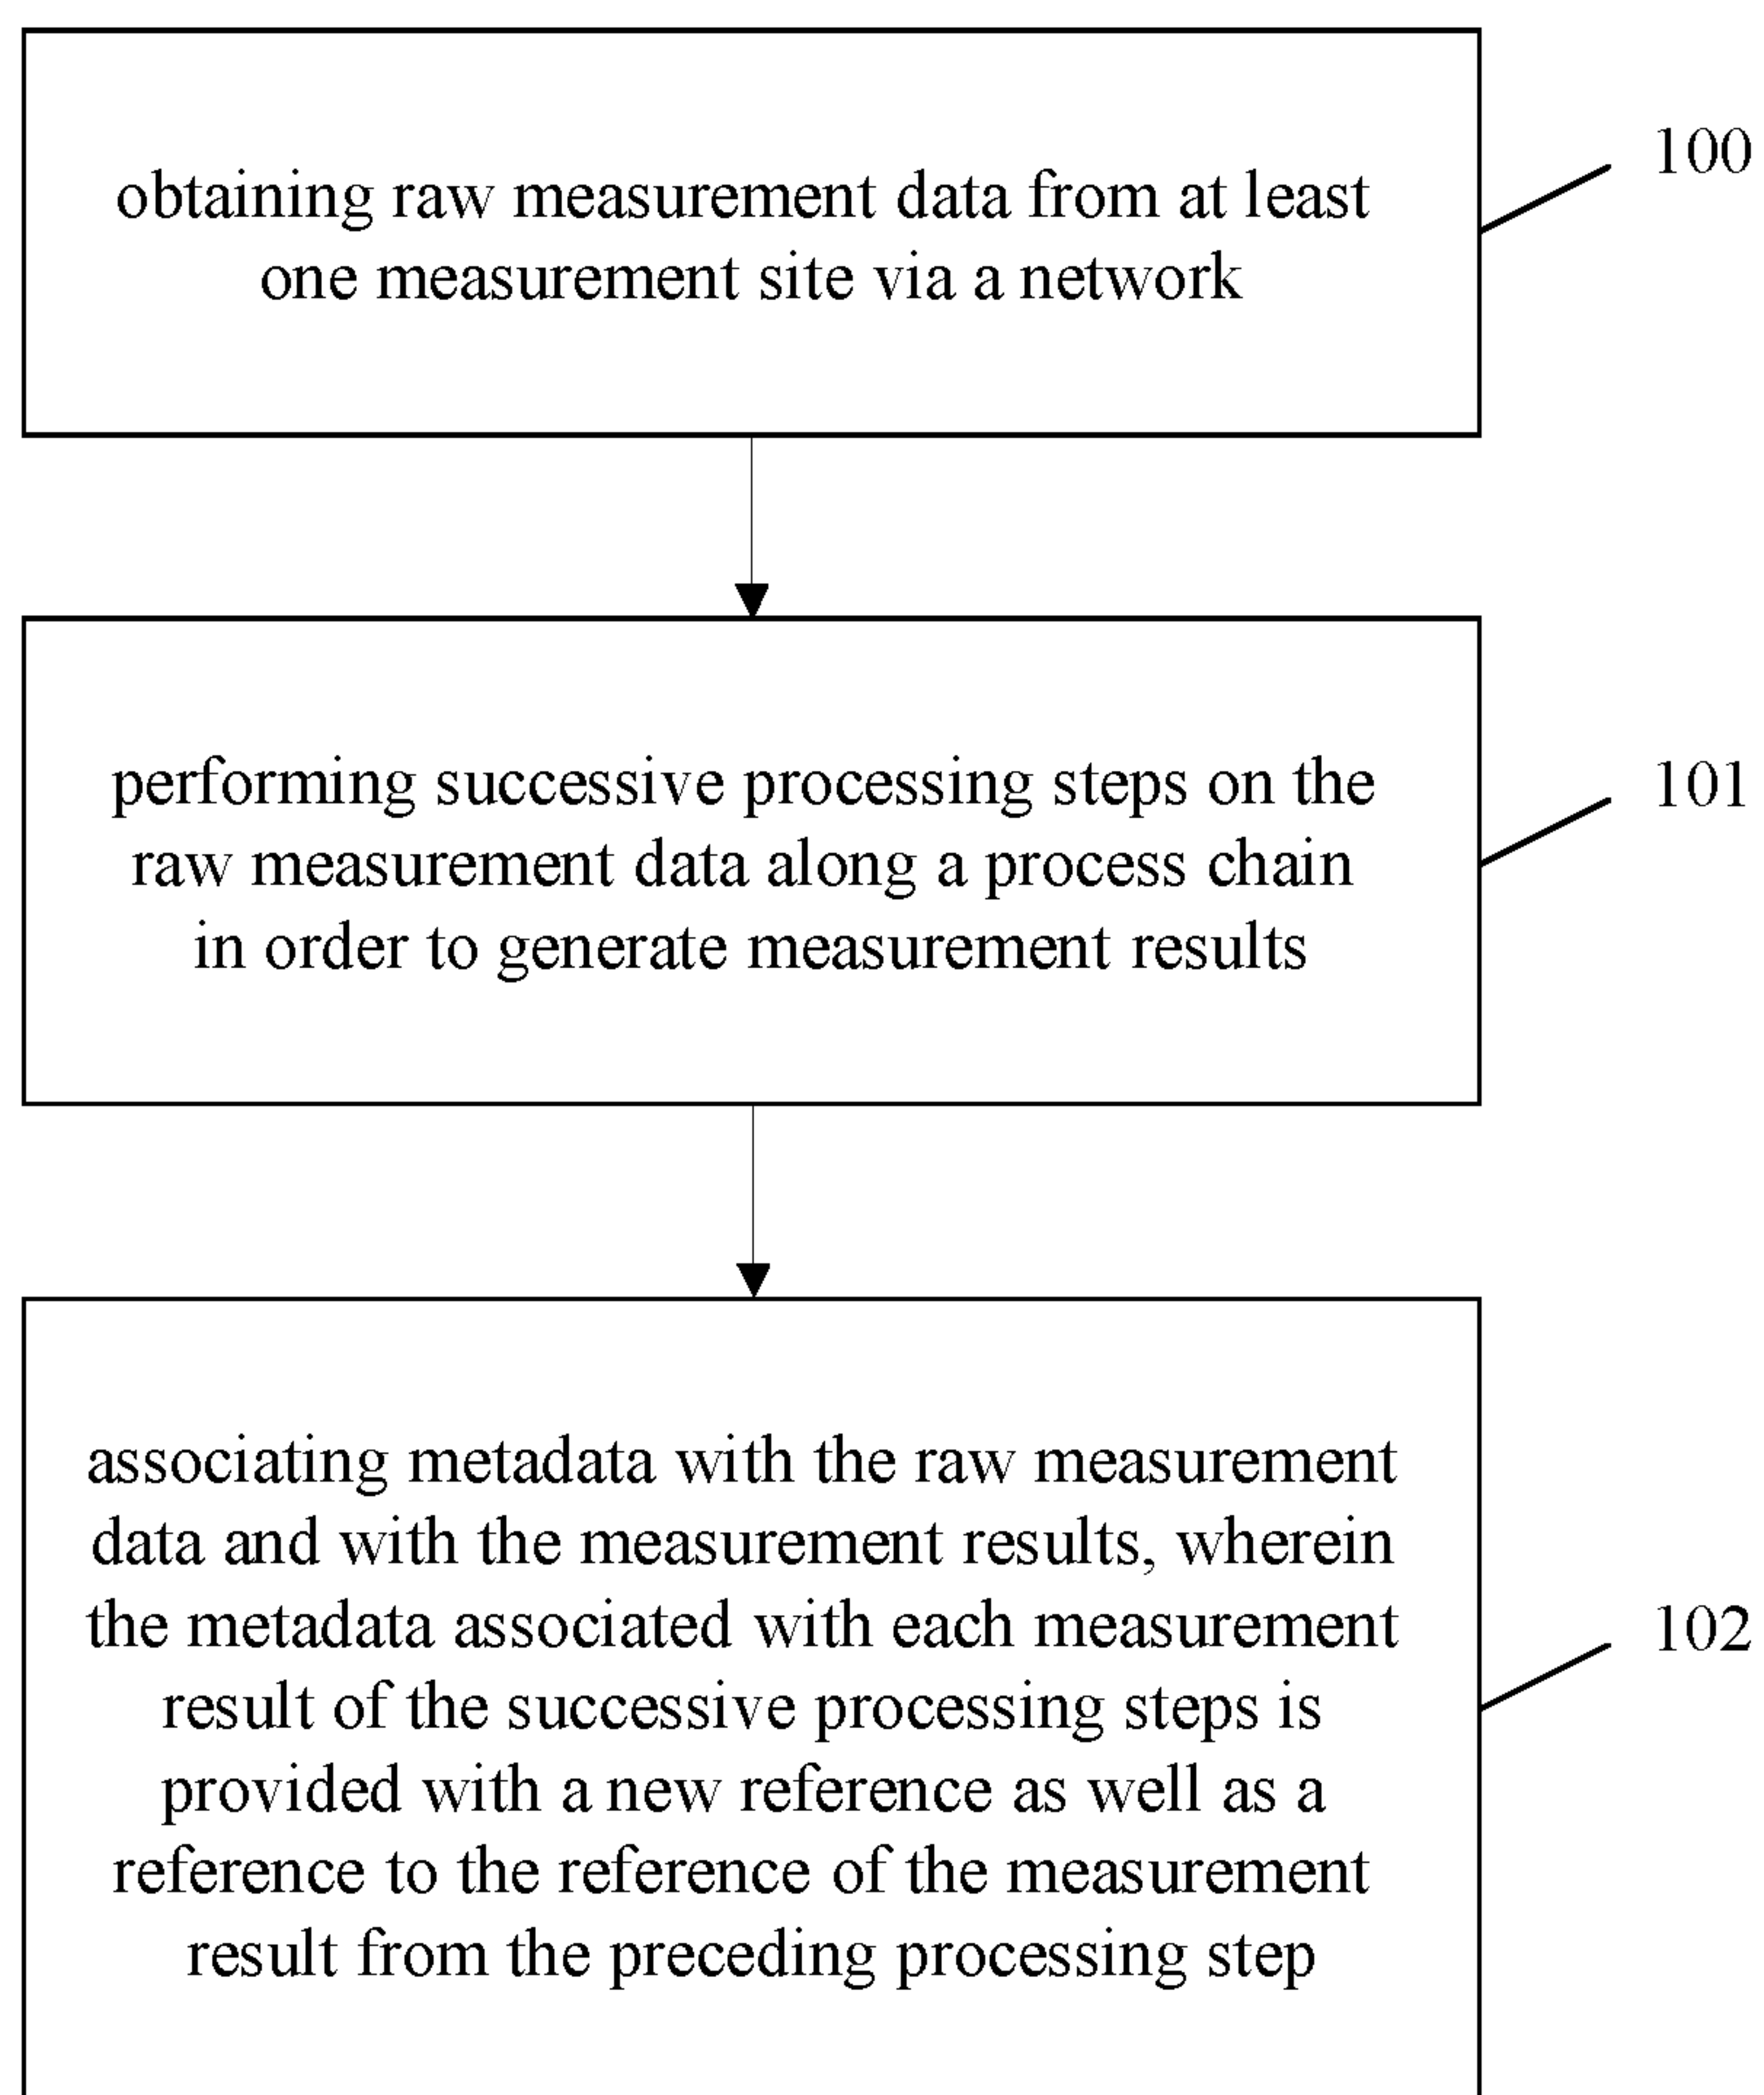 obtaining raw measurement data from at least
one measurement site via a network
100
performing successive processing steps on the
raw measurement data along a process chain
in order to generate measurement results
101
associating metadata with the raw measurement
data and with the measurement results, wherein
the metadata associated with each measurement
result of the successive processing steps is
provided with a new reference as well as a
reference to the reference of the measurement
result from the preceding processing step
102